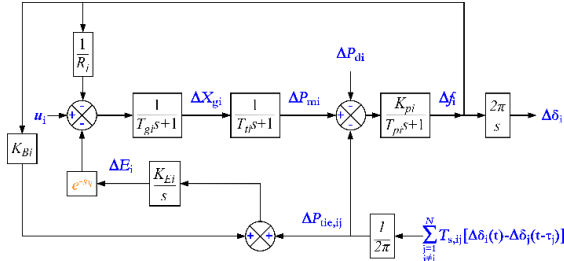 1
R_i
ΔP_di
u_i
+
-
-
1
T_gi s+1
ΔX_gi
1
T_ti s+1
ΔP_mi
+
-
-
K_pi
T_pi s+1
Δf_i
2π
s
Δδ_i
K_Bi
ΔE_i
K_Ei
s
ΔP_tie,ij
+
+
1
2π
N
∑ T_s,ij [Δδ_i(t)-Δδ_j(t-τ_j)]
j=1
j≠i